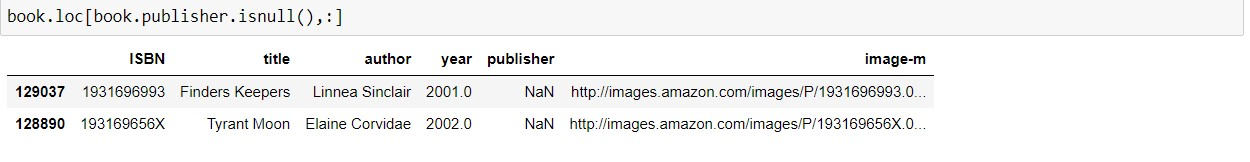 book.loc[book.publisher.isnull(),:]
ISBN title author year publisher image-m
129037 1931696993 Finders Keepers Linnea Sinclair 2001.0 NaN http://images.amazon.com/images/P/1931696993.0...
128890 193169656X Tyrant Moon Elaine Corvidae 2002.0 NaN http://images.amazon.com/images/P/193169656X.0...